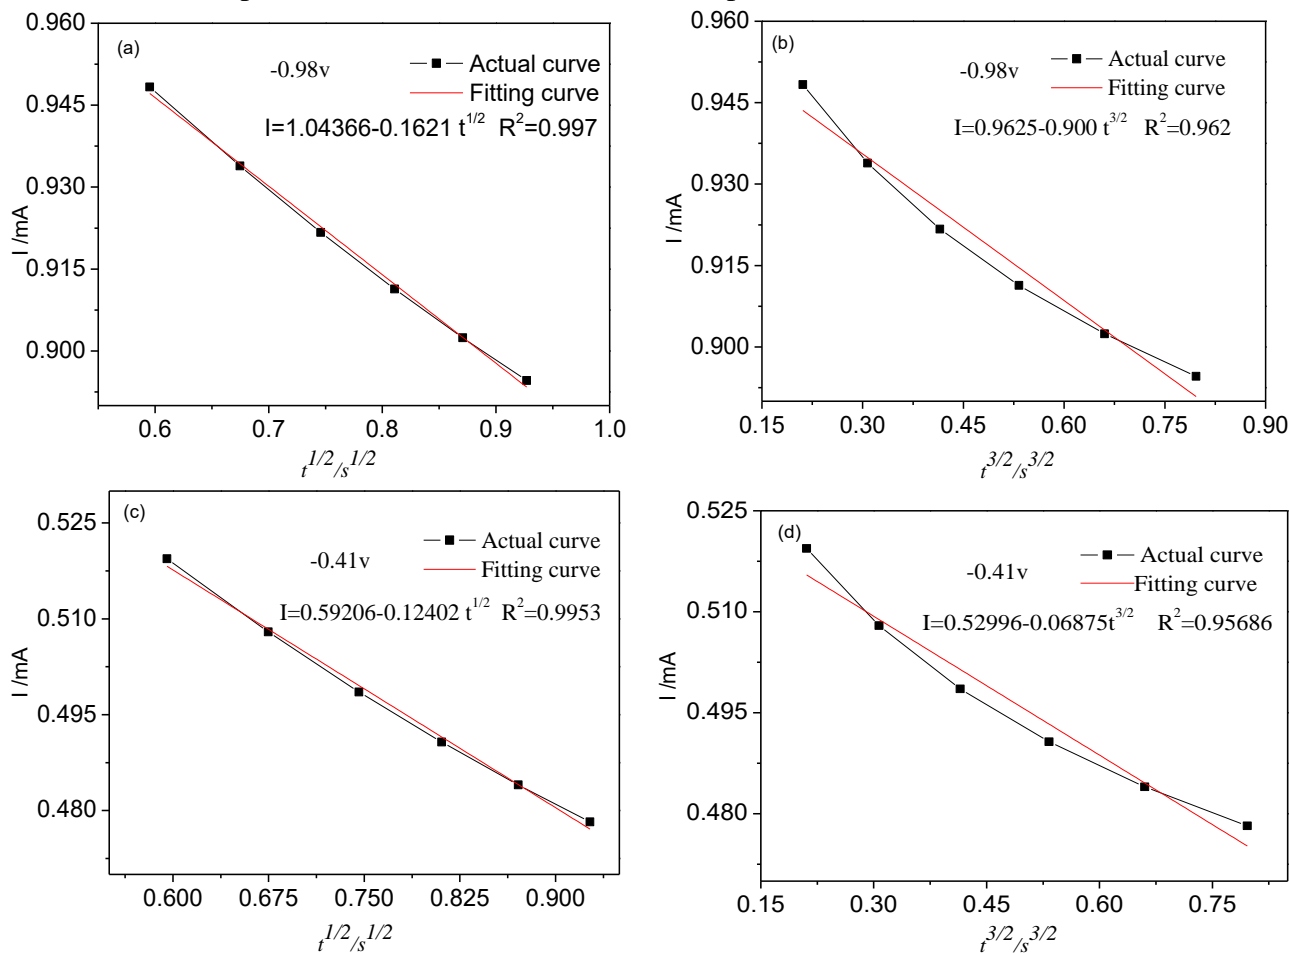 0.960
0.945
0.930
0.915
0.900
I /mA
(a)
-0.98v
Actual curve
Fitting curve
I=1.04366-0.1621 t^1/2 R^2=0.997
0.6 0.7 0.8 0.9 1.0
t^1/2/s^1/2
0.960
0.945
0.930
0.915
0.900
I /mA
(b)
-0.98v
Actual curve
Fitting curve
I=0.9625-0.900 t^3/2 R^2=0.962
0.15 0.30 0.45 0.60 0.75 0.90
t^3/2/s^3/2
0.525
0.510
0.495
0.480
I /mA
(c)
-0.41v
Actual curve
Fitting curve
I=0.59206-0.12402 t^1/2 R^2=0.9953
0.600 0.675 0.750 0.825 0.900
t^1/2/s^1/2
0.525
0.510
0.495
0.480
I /mA
(d)
-0.41v
Actual curve
Fitting curve
I=0.52996-0.06875t^3/2 R^2=0.95686
0.15 0.30 0.45 0.60 0.75
t^3/2/s^3/2